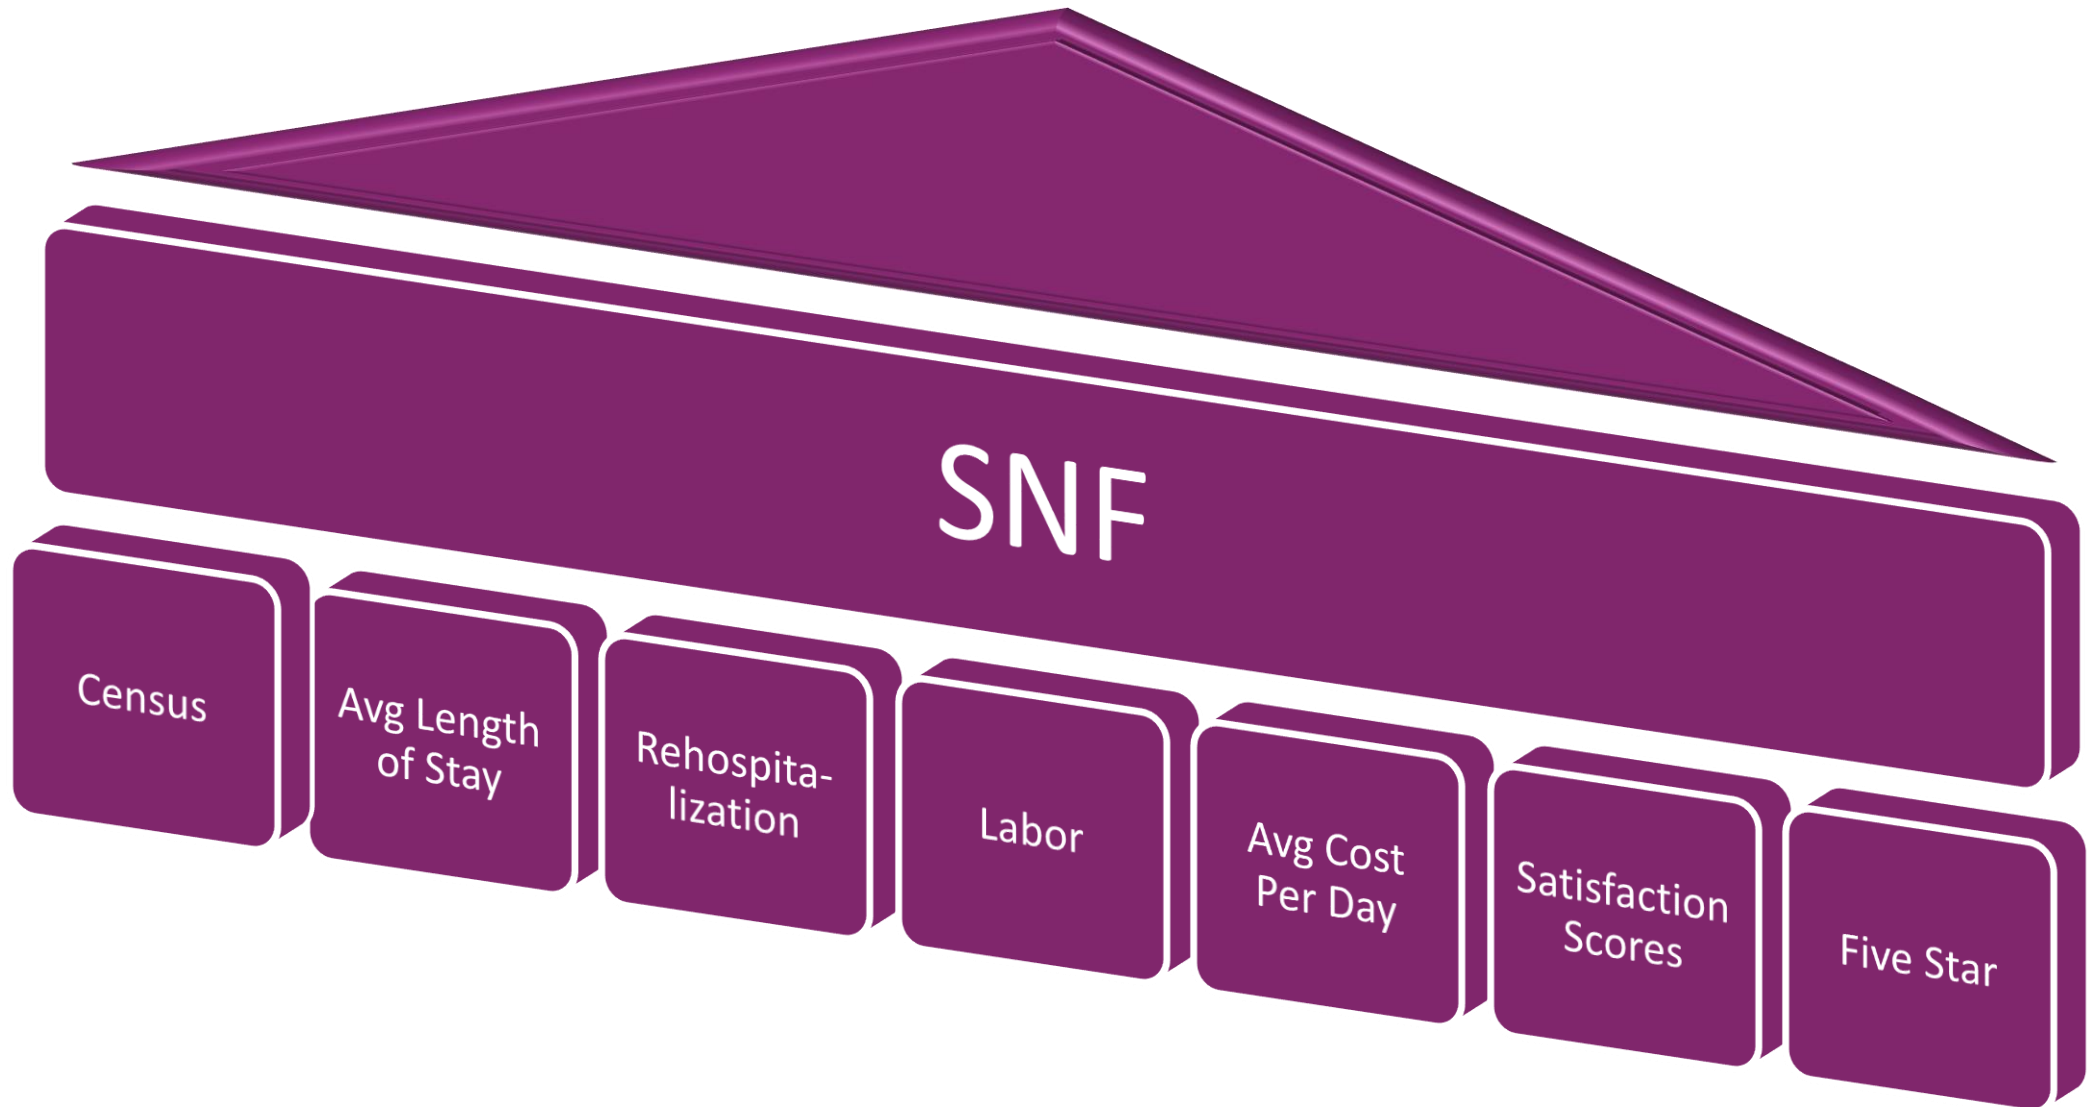 SNF
Census
Avg Length
of Stay
Rehospita-
lization
Labor
Avg Cost
Per Day
Satisfaction
Scores
Five Star